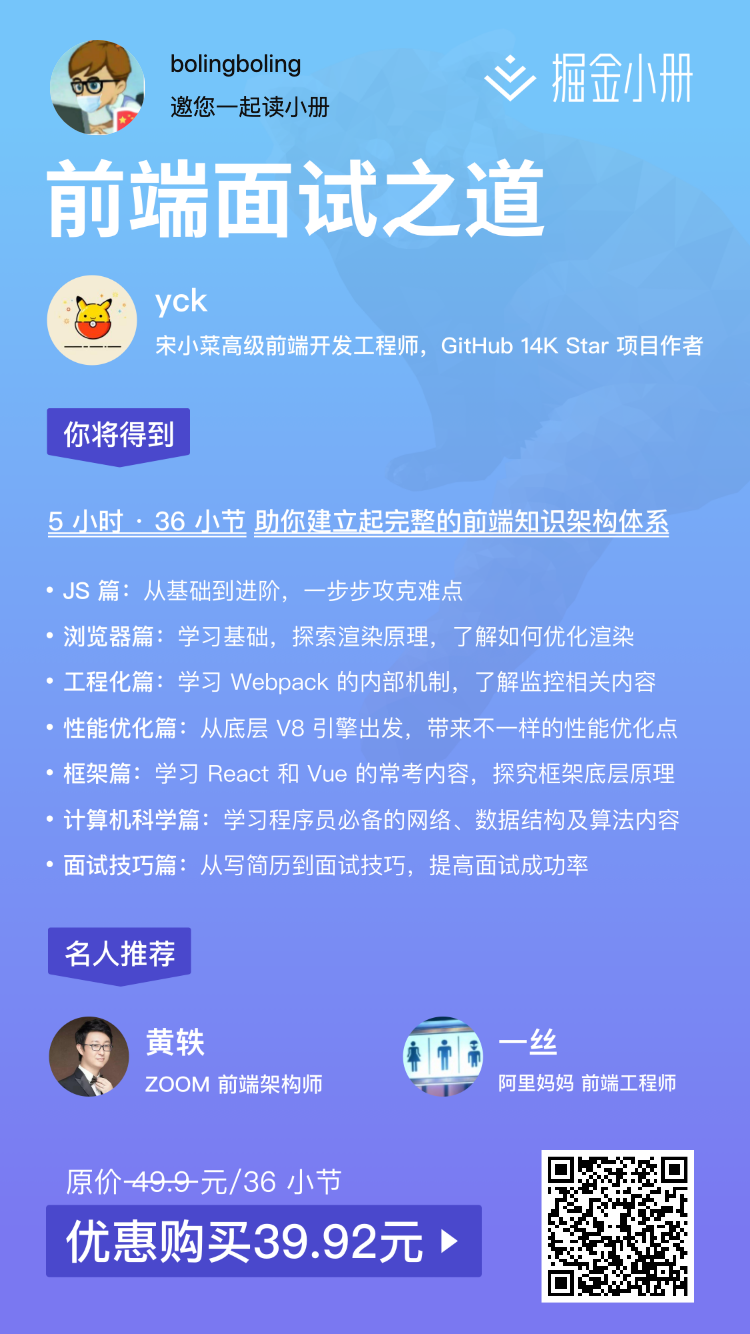 bolingboling
邀您一起读小册
掘金小册
前端面试之道
yck
宋小菜高级前端开发工程师，GitHub 14K Star 项目作者
你将得到
5 小时 · 36 小节 助你建立起完整的前端知识架构体系
• JS 篇：从基础到进阶，一步步攻克难点
• 浏览器篇：学习基础，探索渲染原理，了解如何优化渲染
• 工程化篇：学习 Webpack 的内部机制，了解监控相关内容
• 性能优化篇：从底层 V8 引擎出发，带来不一样的性能优化点
• 框架篇：学习 React 和 Vue 的常考内容，探究框架底层原理
• 计算机科学篇：学习程序员必备的网络、数据结构及算法内容
• 面试技巧篇：从写简历到面试技巧，提高面试成功率
名人推荐
黄轶
ZOOM 前端架构师
一丝
阿里妈妈 前端工程师
原价 49.9 元/36 小节
优惠购买39.92元